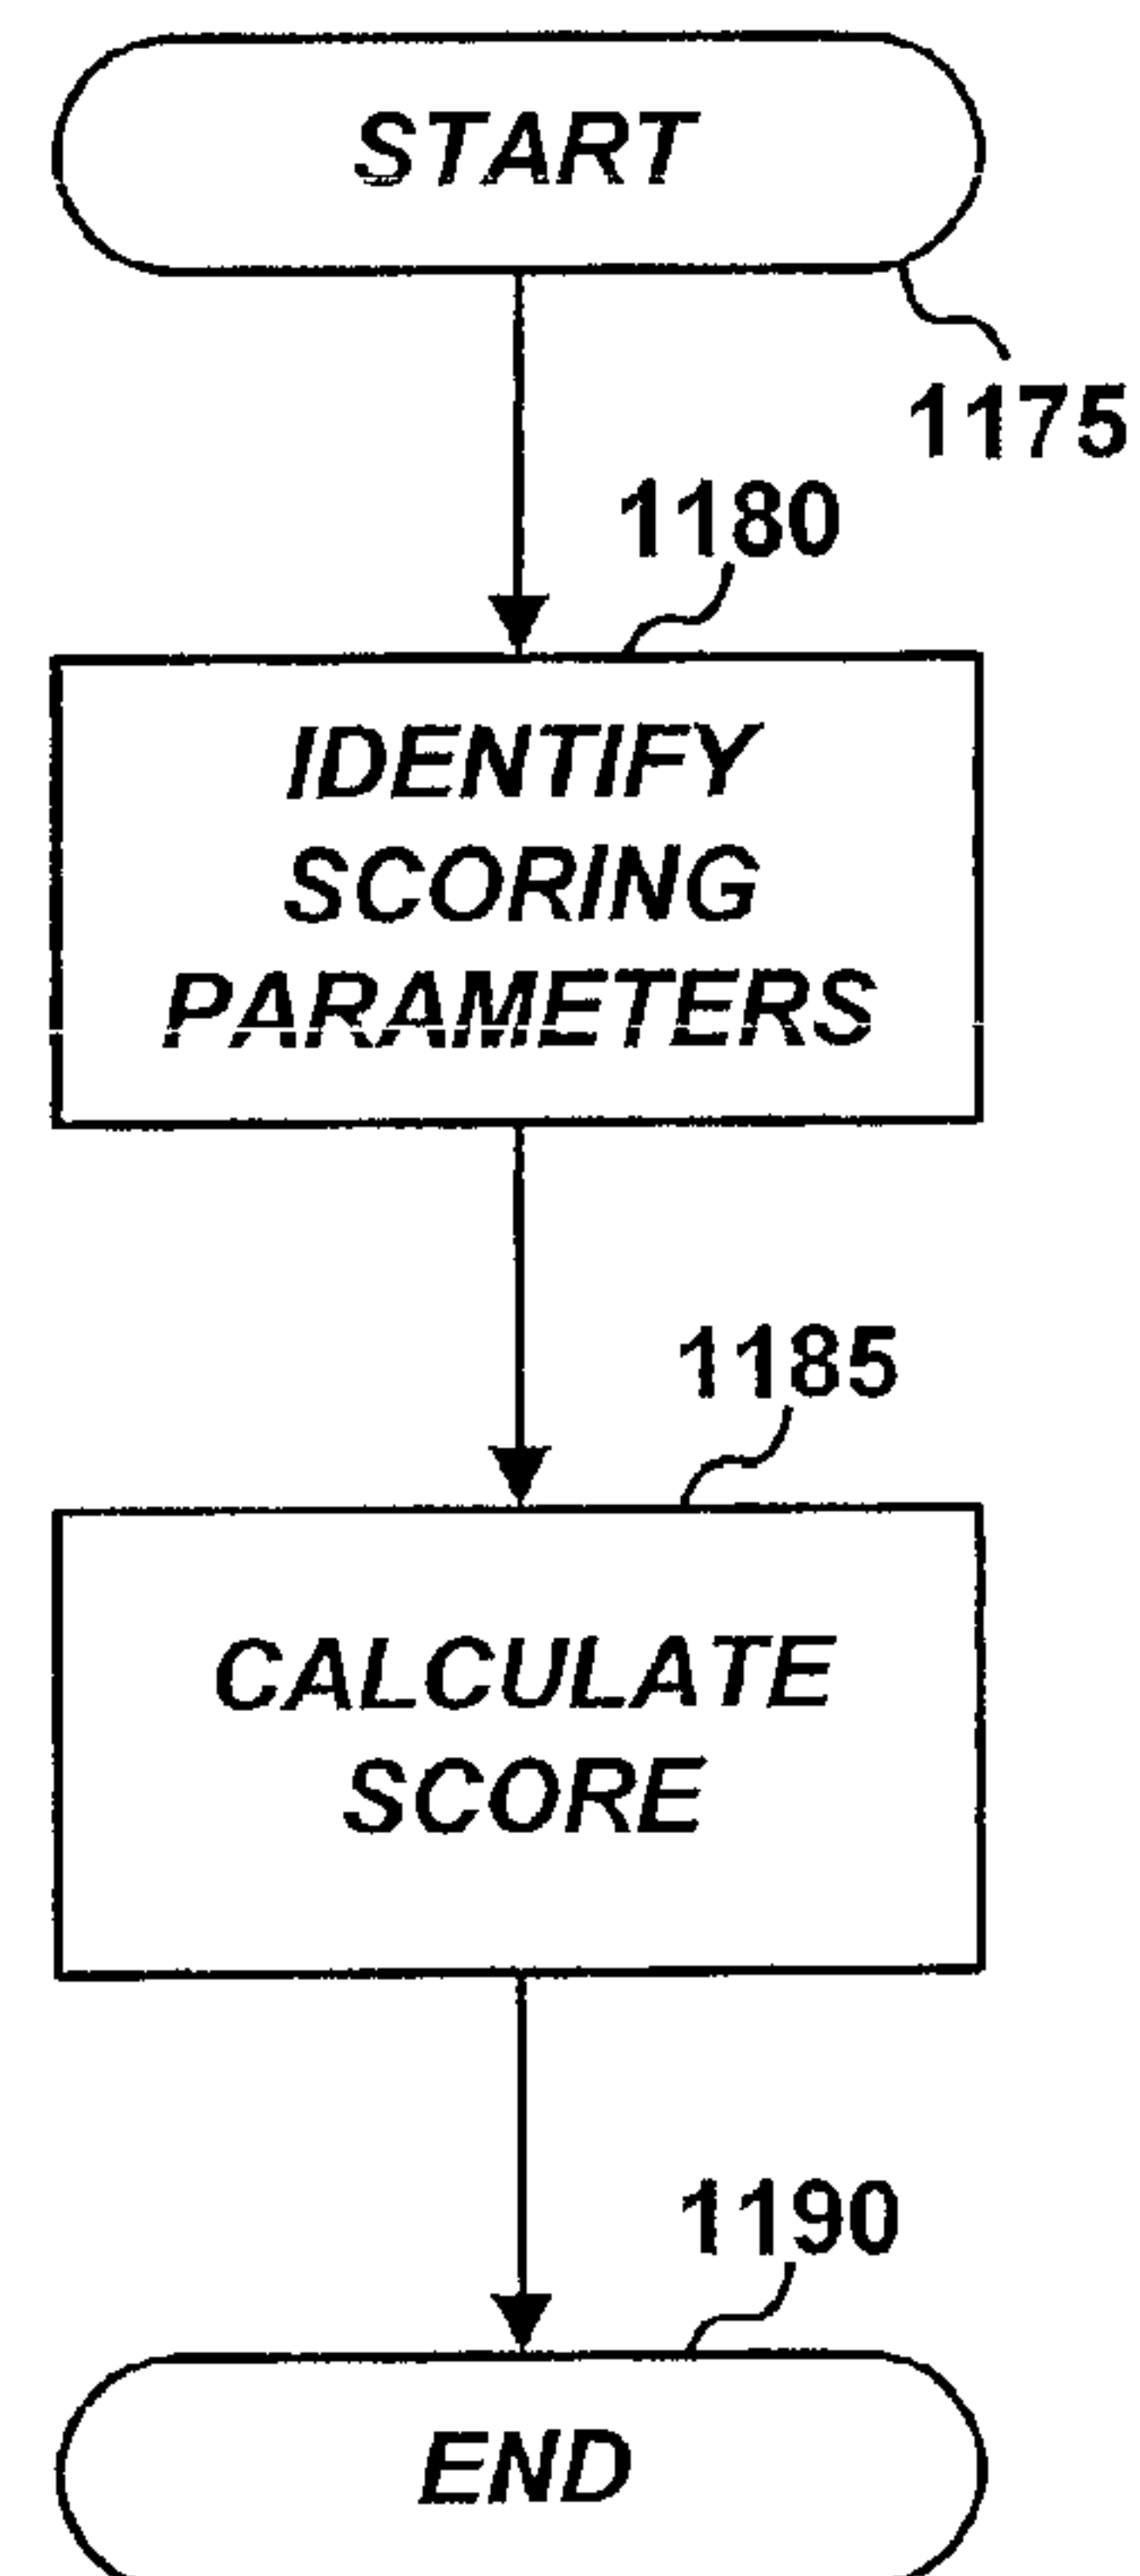 START
1175
1180
IDENTIFY
SCORING
PARAMETERS
1185
CALCULATE
SCORE
1190
END